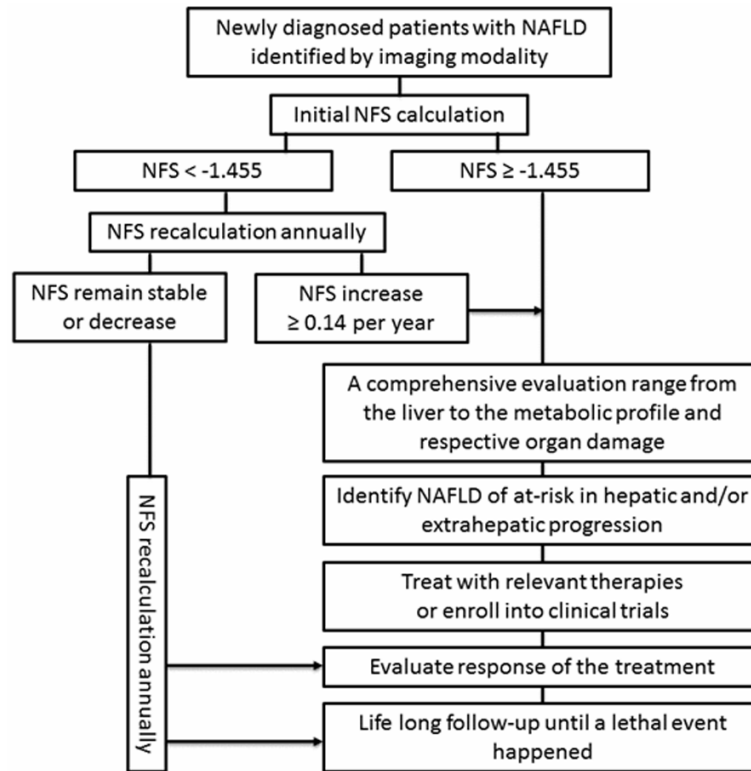 Newly diagnosed patients with NAFLD
identified by imaging modality
Initial NFS calculation
NFS < -1.455
NFS ≥ -1.455
NFS recalculation annually
NFS remain stable
or decrease
NFS increase
≥ 0.14 per year
A comprehensive evaluation range from
the liver to the metabolic profile and
respective organ damage
Identify NAFLD of at-risk in hepatic and/or
extrahepatic progression
Treat with relevant therapies
or enroll into clinical trials
NFS recalculation annually
Evaluate response of the treatment
Life long follow-up until a lethal event
happened